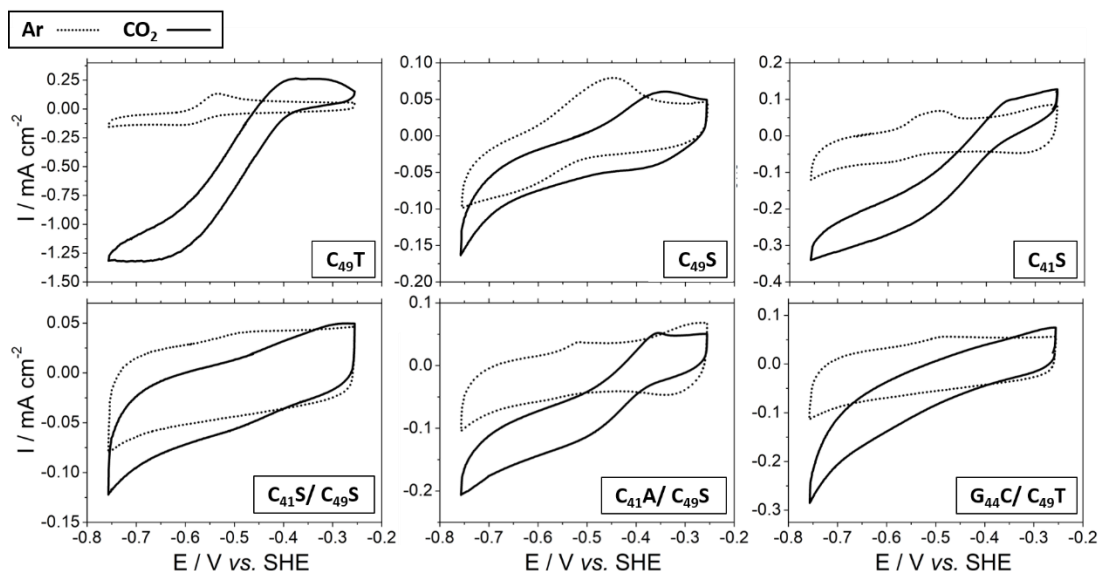 Ar CO₂
I / mA cm⁻²
0.25
0.00
-0.25
-0.50
-0.75
-1.00
-1.25
-1.50
C₄₉T
0.10
0.05
0.00
-0.05
-0.10
-0.15
-0.20
C₄₉S
0.2
0.1
0.0
-0.1
-0.2
-0.3
-0.4
C₄₁S
I / mA cm⁻²
0.05
0.00
-0.05
-0.10
-0.15
C₄₁S/ C₄₉S
-0.8 -0.7 -0.6 -0.5 -0.4 -0.3 -0.2
E / V vs. SHE
0.1
0.0
-0.1
-0.2
C₄₁A/ C₄₉S
-0.8 -0.7 -0.6 -0.5 -0.4 -0.3 -0.2
E / V vs. SHE
0.1
0.0
-0.1
-0.2
-0.3
G₄₄C/ C₄₉T
-0.8 -0.7 -0.6 -0.5 -0.4 -0.3 -0.2
E / V vs. SHE